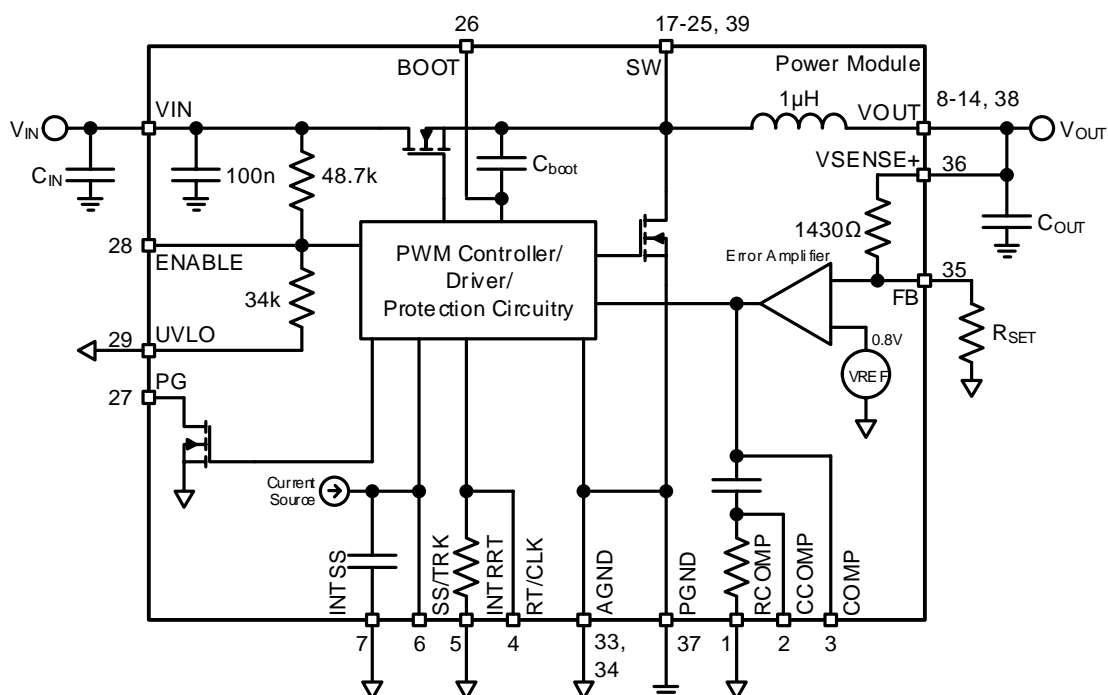 26
17-25, 39
BOOT
SW
Power Module
VIN
1µH
VOUT
8-14, 38
VIN
VOUT
VSENSE+
36
CIN
100n
48.7k
Cboot
COUT
28
ENABLE
PWM Controller/
Driver/
Protection Circuitry
1430Ω
Error Amplifier
35
FB
34k
RSET
29
UVLO
0.8V
VREF
PG
27
Current
Source
INTSS
SS/TRK
INTRRT
RT/CLK
AGND
PGND
RCOMP
CCOMP
COMP
7
6
5
4
33,
34
37
1
2
3